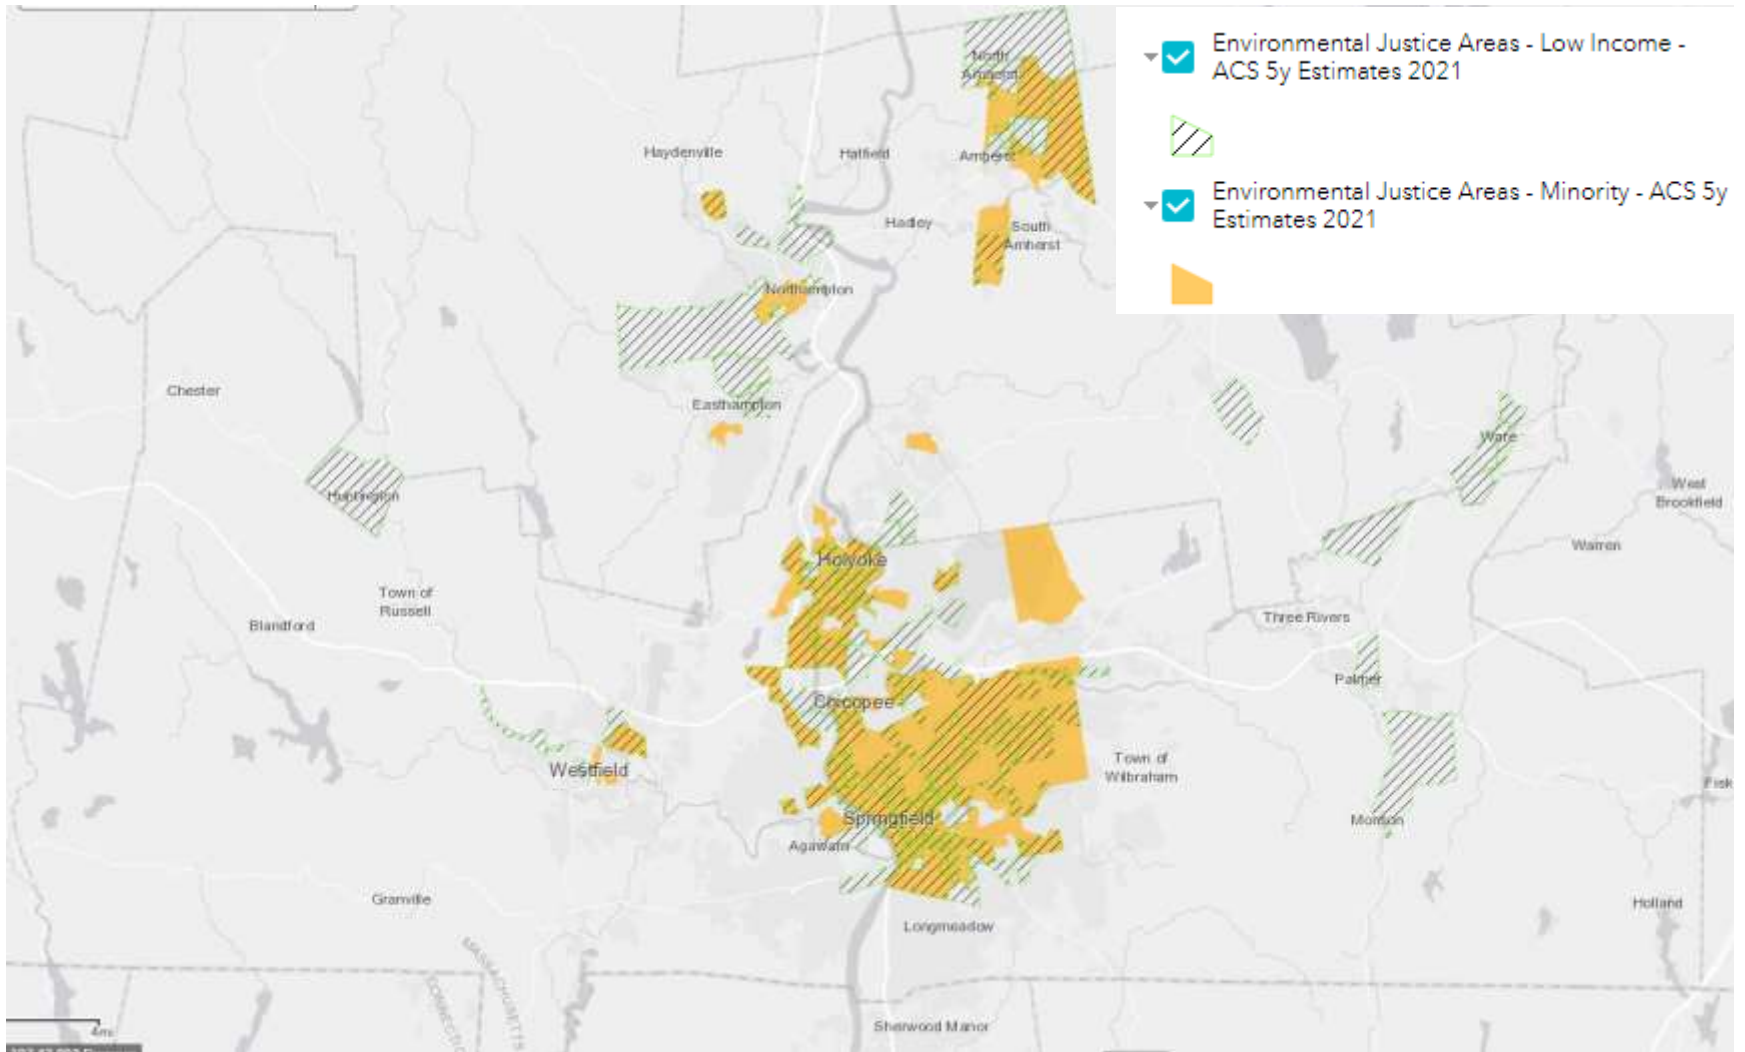 Environmental Justice Areas - Low Income -
ACS 5y Estimates 2021
Environmental Justice Areas - Minority - ACS 5y
Estimates 2021
North
Amherst
Haydenville
Hatfield
Amherst
Hadley
South
Amherst
Northampton
Chester
Easthampton
Ware
Huntington
West
Brookfield
Holyoke
Warren
Town of
Russell
Blandford
Three Rivers
Palmer
Chicopee
Westfield
Town of
Wilbraham
Fisk
Springfield
Monson
Agawam
Granville
Holland
Longmeadow
MASSACHUSETTS
CONNECTIC
Sherwood Manor
4mi